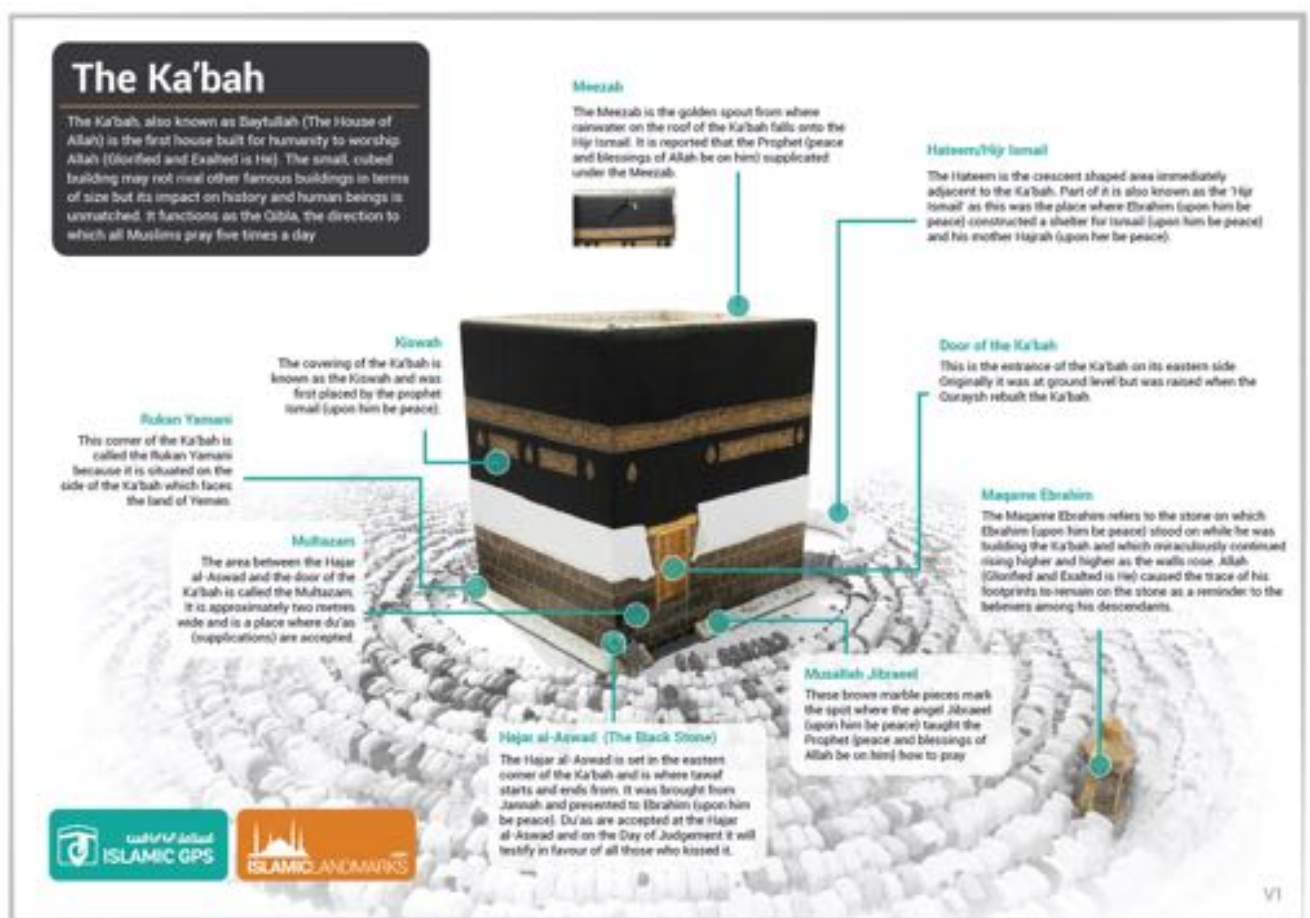 The Ka'bah
The Ka'bah, also known as Baytullah (The House of
Allah) is the first house built for humanity to worship
Allah (Glorified and Exalted is He). The small, cubed
building may not rival other famous buildings in terms
of size but its impact on history and human beings is
unmatched. It functions as the Qibla, the direction to
which all Muslims pray five times a day
Meezab
The Meezab is the golden spout from where
rainwater on the roof of the Ka'bah falls onto the
Hijr Ismail. It is reported that the Prophet (peace
and blessings of Allah be on him) supplicated
under the Meezab.
Hateem/Hijr Ismail
The Hateem is the crescent shaped area immediately
adjacent to the Ka'bah. Part of it is also known as the 'Hijr
Ismail' as this was the place where Ebrahim (upon him be
peace) constructed a shelter for Ismail (upon him be peace)
and his mother Hajrah (upon her be peace).
Kiswah
The covering of the Ka'bah is
known as the Kiswah and was
first placed by the prophet
Ismail (upon him be peace).
Door of the Ka'bah
This is the entrance of the Ka'bah on its eastern side
Originally it was at ground level but was raised when the
Quraysh rebuilt the Ka'bah.
Rukan Yamani
This corner of the Ka'bah is
called the Rukan Yamani
because it is situated on the
side of the Ka'bah which faces
the land of Yemen.
Multazam
The area between the Hajar
al-Aswad and the door of the
Ka'bah is called the Multazam.
It is approximately two metres
wide and is a place where du'as
(supplications) are accepted.
Maqame Ebrahim
The Maqame Ebrahim refers to the stone on which
Ebrahim (upon him be peace) stood on while he was
building the Ka'bah and which miraculously continued
rising higher and higher as the walls rose. Allah
(Glorified and Exalted is He) caused the trace of his
footprints to remain on the stone as a reminder to the
believers among his descendants.
Musallah Jibraeel
These brown marble pieces mark
the spot where the angel Jibraeel
(upon him be peace) taught the
Prophet (peace and blessings of
Allah be on him) how to pray
Hajar al-Aswad (The Black Stone)
The Hajar al-Aswad is set in the eastern
corner of the Ka'bah and is where tawaf
starts and ends from. It was brought from
Jannah and presented to Ebrahim (upon him
be peace). Du'as are accepted at the Hajar
al-Aswad and on the Day of Judgement it will
testify in favour of all those who kissed it.
ISLAMIC GPS
ISLAMICLANDMARKS
V1